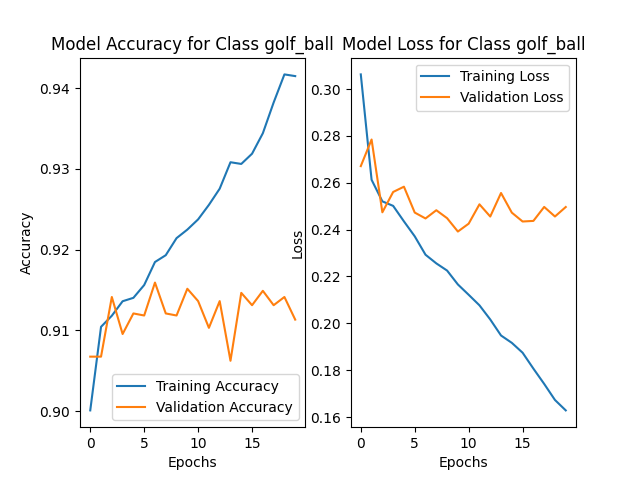 Model Accuracy for Class golf_ball
Accuracy
0.94
0.93
0.92
0.91
0.90
Training Accuracy
Validation Accuracy
0
5
10
15
Epochs
Model Loss for Class golf_ball
Loss
0.30
0.28
0.26
0.24
0.22
0.20
0.18
0.16
Training Loss
Validation Loss
0
5
10
15
Epochs